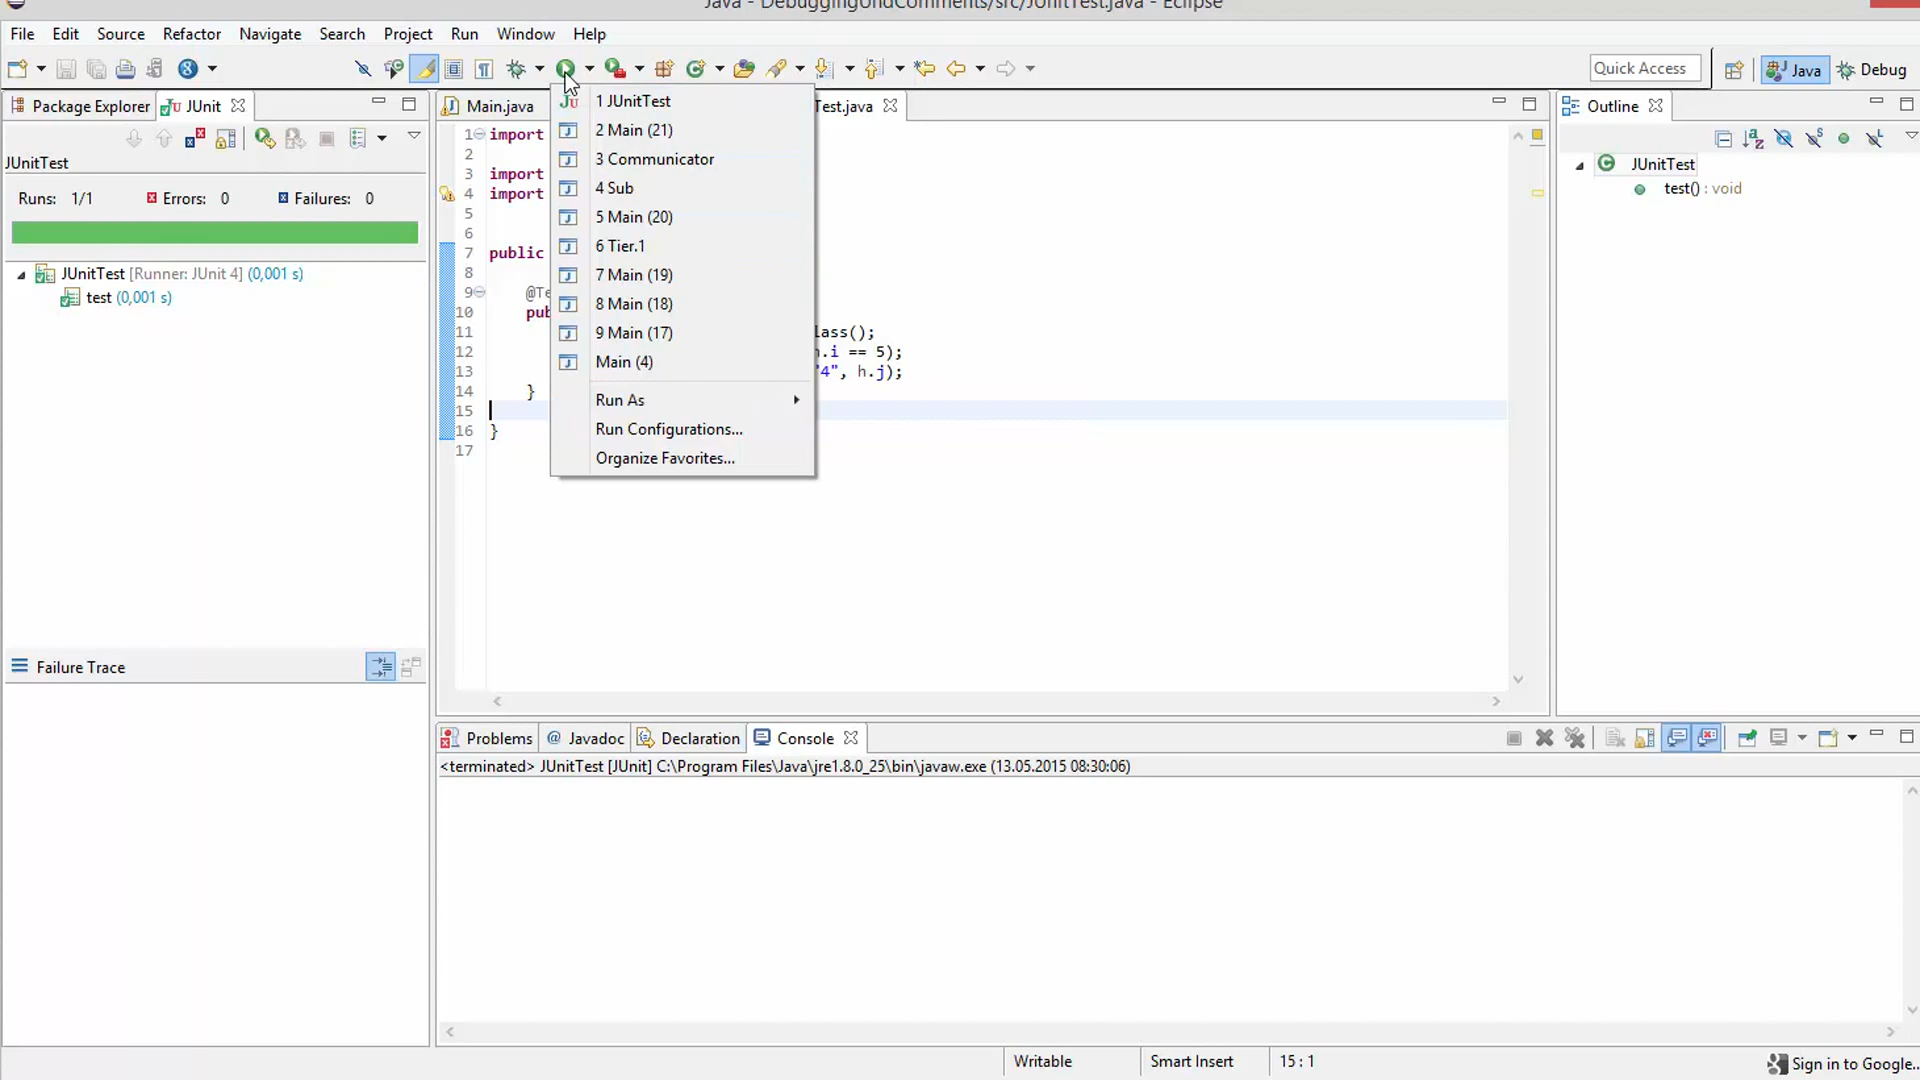 Java - DebuggingUndComments/src/JUnitTest.java - Eclipse
File Edit Source Refactor Navigate Search Project Run Window Help
Quick Access
Java
Debug
Package Explorer
JUnit
Main.java
Test.java
Outline
JUnitTest
Runs: 1/1
Errors: 0
Failures: 0
JUnitTest [Runner: JUnit 4] (0,001 s)
test (0,001 s)
Failure Trace
1 import
2
3 import
4 import
5
6
7 public
8
9 @Te
10 pub
11 lass();
12 h.i == 5);
13 "4", h.j);
14 }
15
16 }
17
1 JUnitTest
2 Main (21)
3 Communicator
4 Sub
5 Main (20)
6 Tier.1
7 Main (19)
8 Main (18)
9 Main (17)
Main (4)
Run As
Run Configurations...
Organize Favorites...
JUnitTest
test() : void
Problems
@ Javadoc
Declaration
Console
<terminated> JUnitTest [JUnit] C:\Program Files\Java\jre1.8.0_25\bin\javaw.exe (13.05.2015 08:30:06)
Writable
Smart Insert
15 : 1
Sign in to Google...